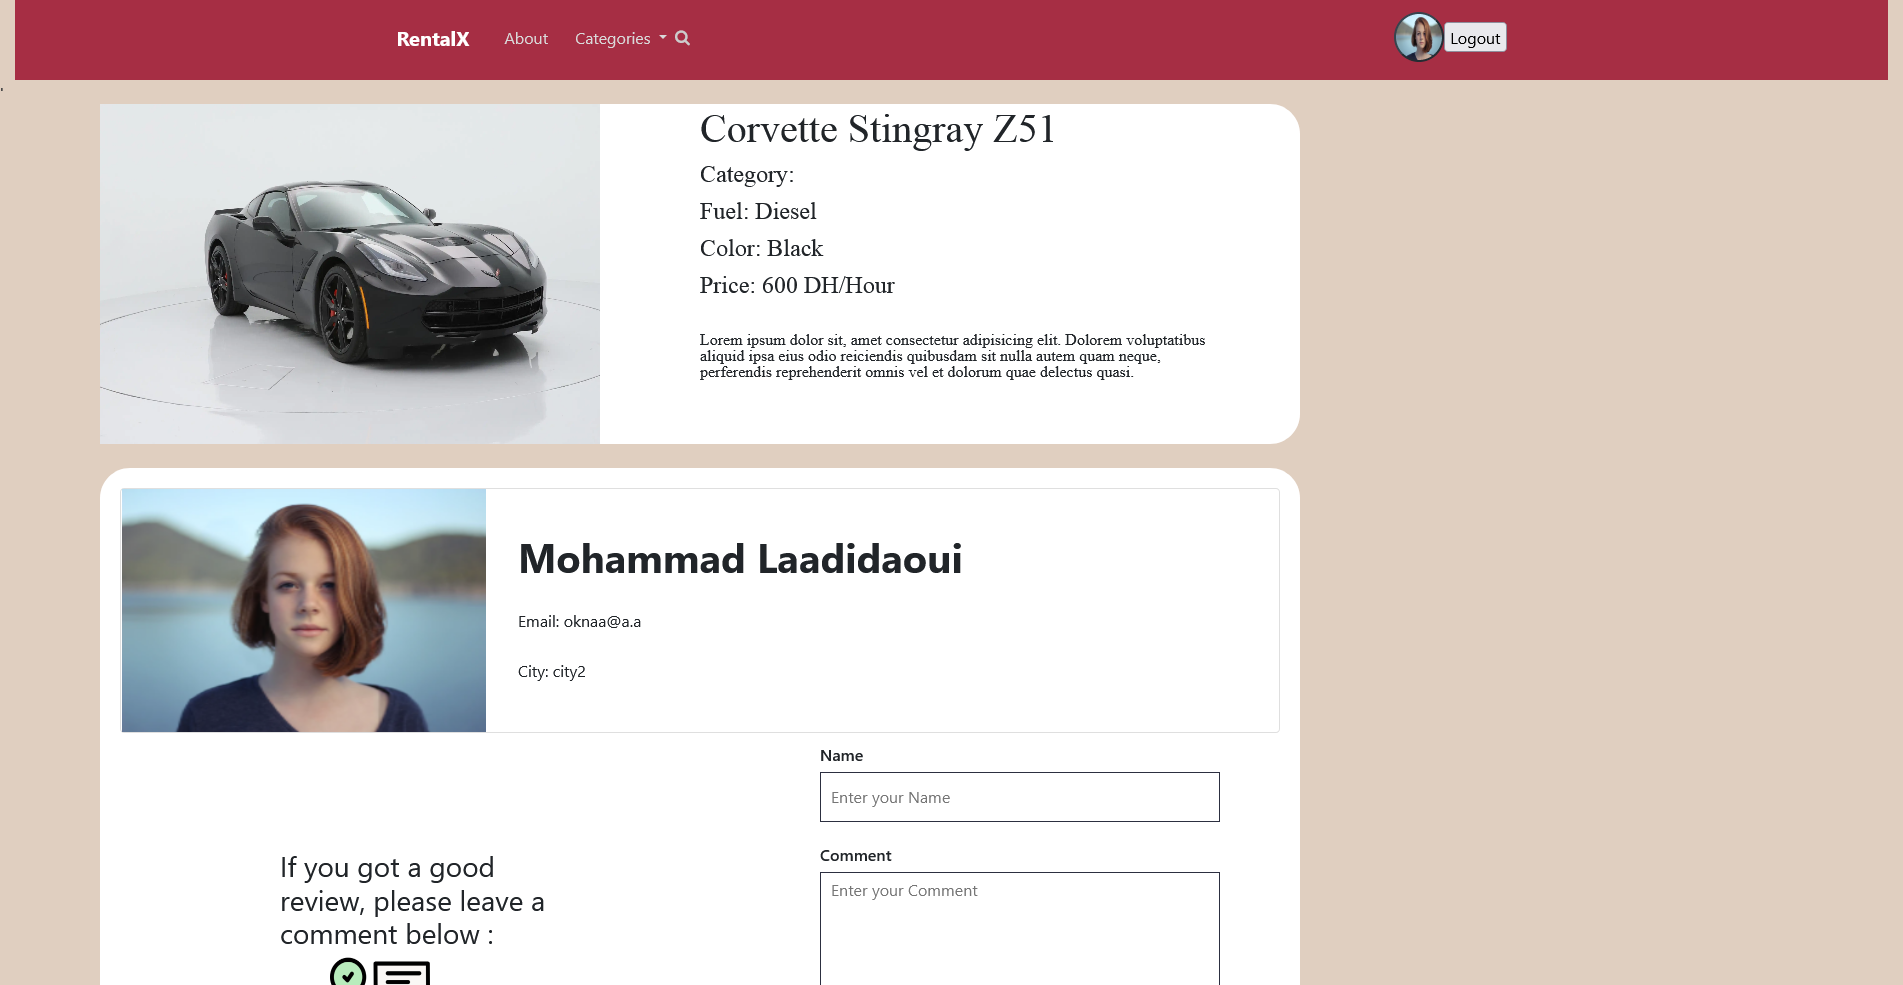 RentalX About Categories Logout
Corvette Stingray Z51
Category:
Fuel: Diesel
Color: Black
Price: 600 DH/Hour
Lorem ipsum dolor sit, amet consectetur adipisicing elit. Dolorem voluptatibus
aliquid ipsa eius odio reiciendis quibusdam sit nulla autem quam neque,
perferendis reprehenderit omnis vel et dolorum quae delectus quasi.
Mohammad Laadidaoui
Email: oknaa@a.a
City: city2
If you got a good
review, please leave a
comment below :
Name
Enter your Name
Comment
Enter your Comment